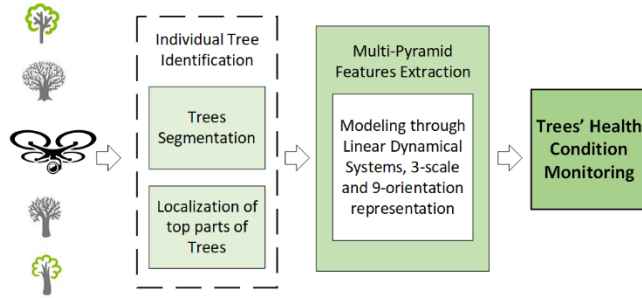 Individual Tree
Identification
Trees
Segmentation
Localization of
top parts of
Trees
Multi-Pyramid
Features Extraction
Modeling through
Linear Dynamical
Systems, 3-scale
and 9-orientation
representation
Trees' Health
Condition
Monitoring